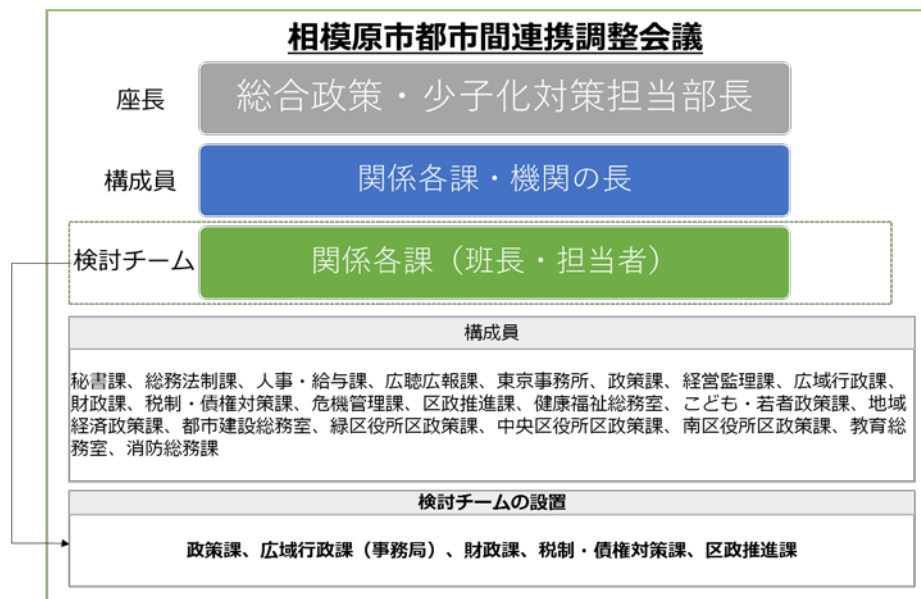 相模原市都市間連携調整会議
座長
総合政策・少子化対策担当部長
構成員
関係各課・機関の長
検討チーム
関係各課（班長・担当者）
構成員
秘書課、総務法制課、人事・給与課、広聴広報課、東京事務所、政策課、経営監理課、広域行政課、
財政課、税制・債権対策課、危機管理課、区政推進課、健康福祉総務室、こども・若者政策課、地域
経済政策課、都市建設総務室、緑区役所区政策課、中央区役所区政策課、南区役所区政策課、教育総
務室、消防総務課
検討チームの設置
政策課、広域行政課（事務局）、財政課、税制・債権対策課、区政推進課